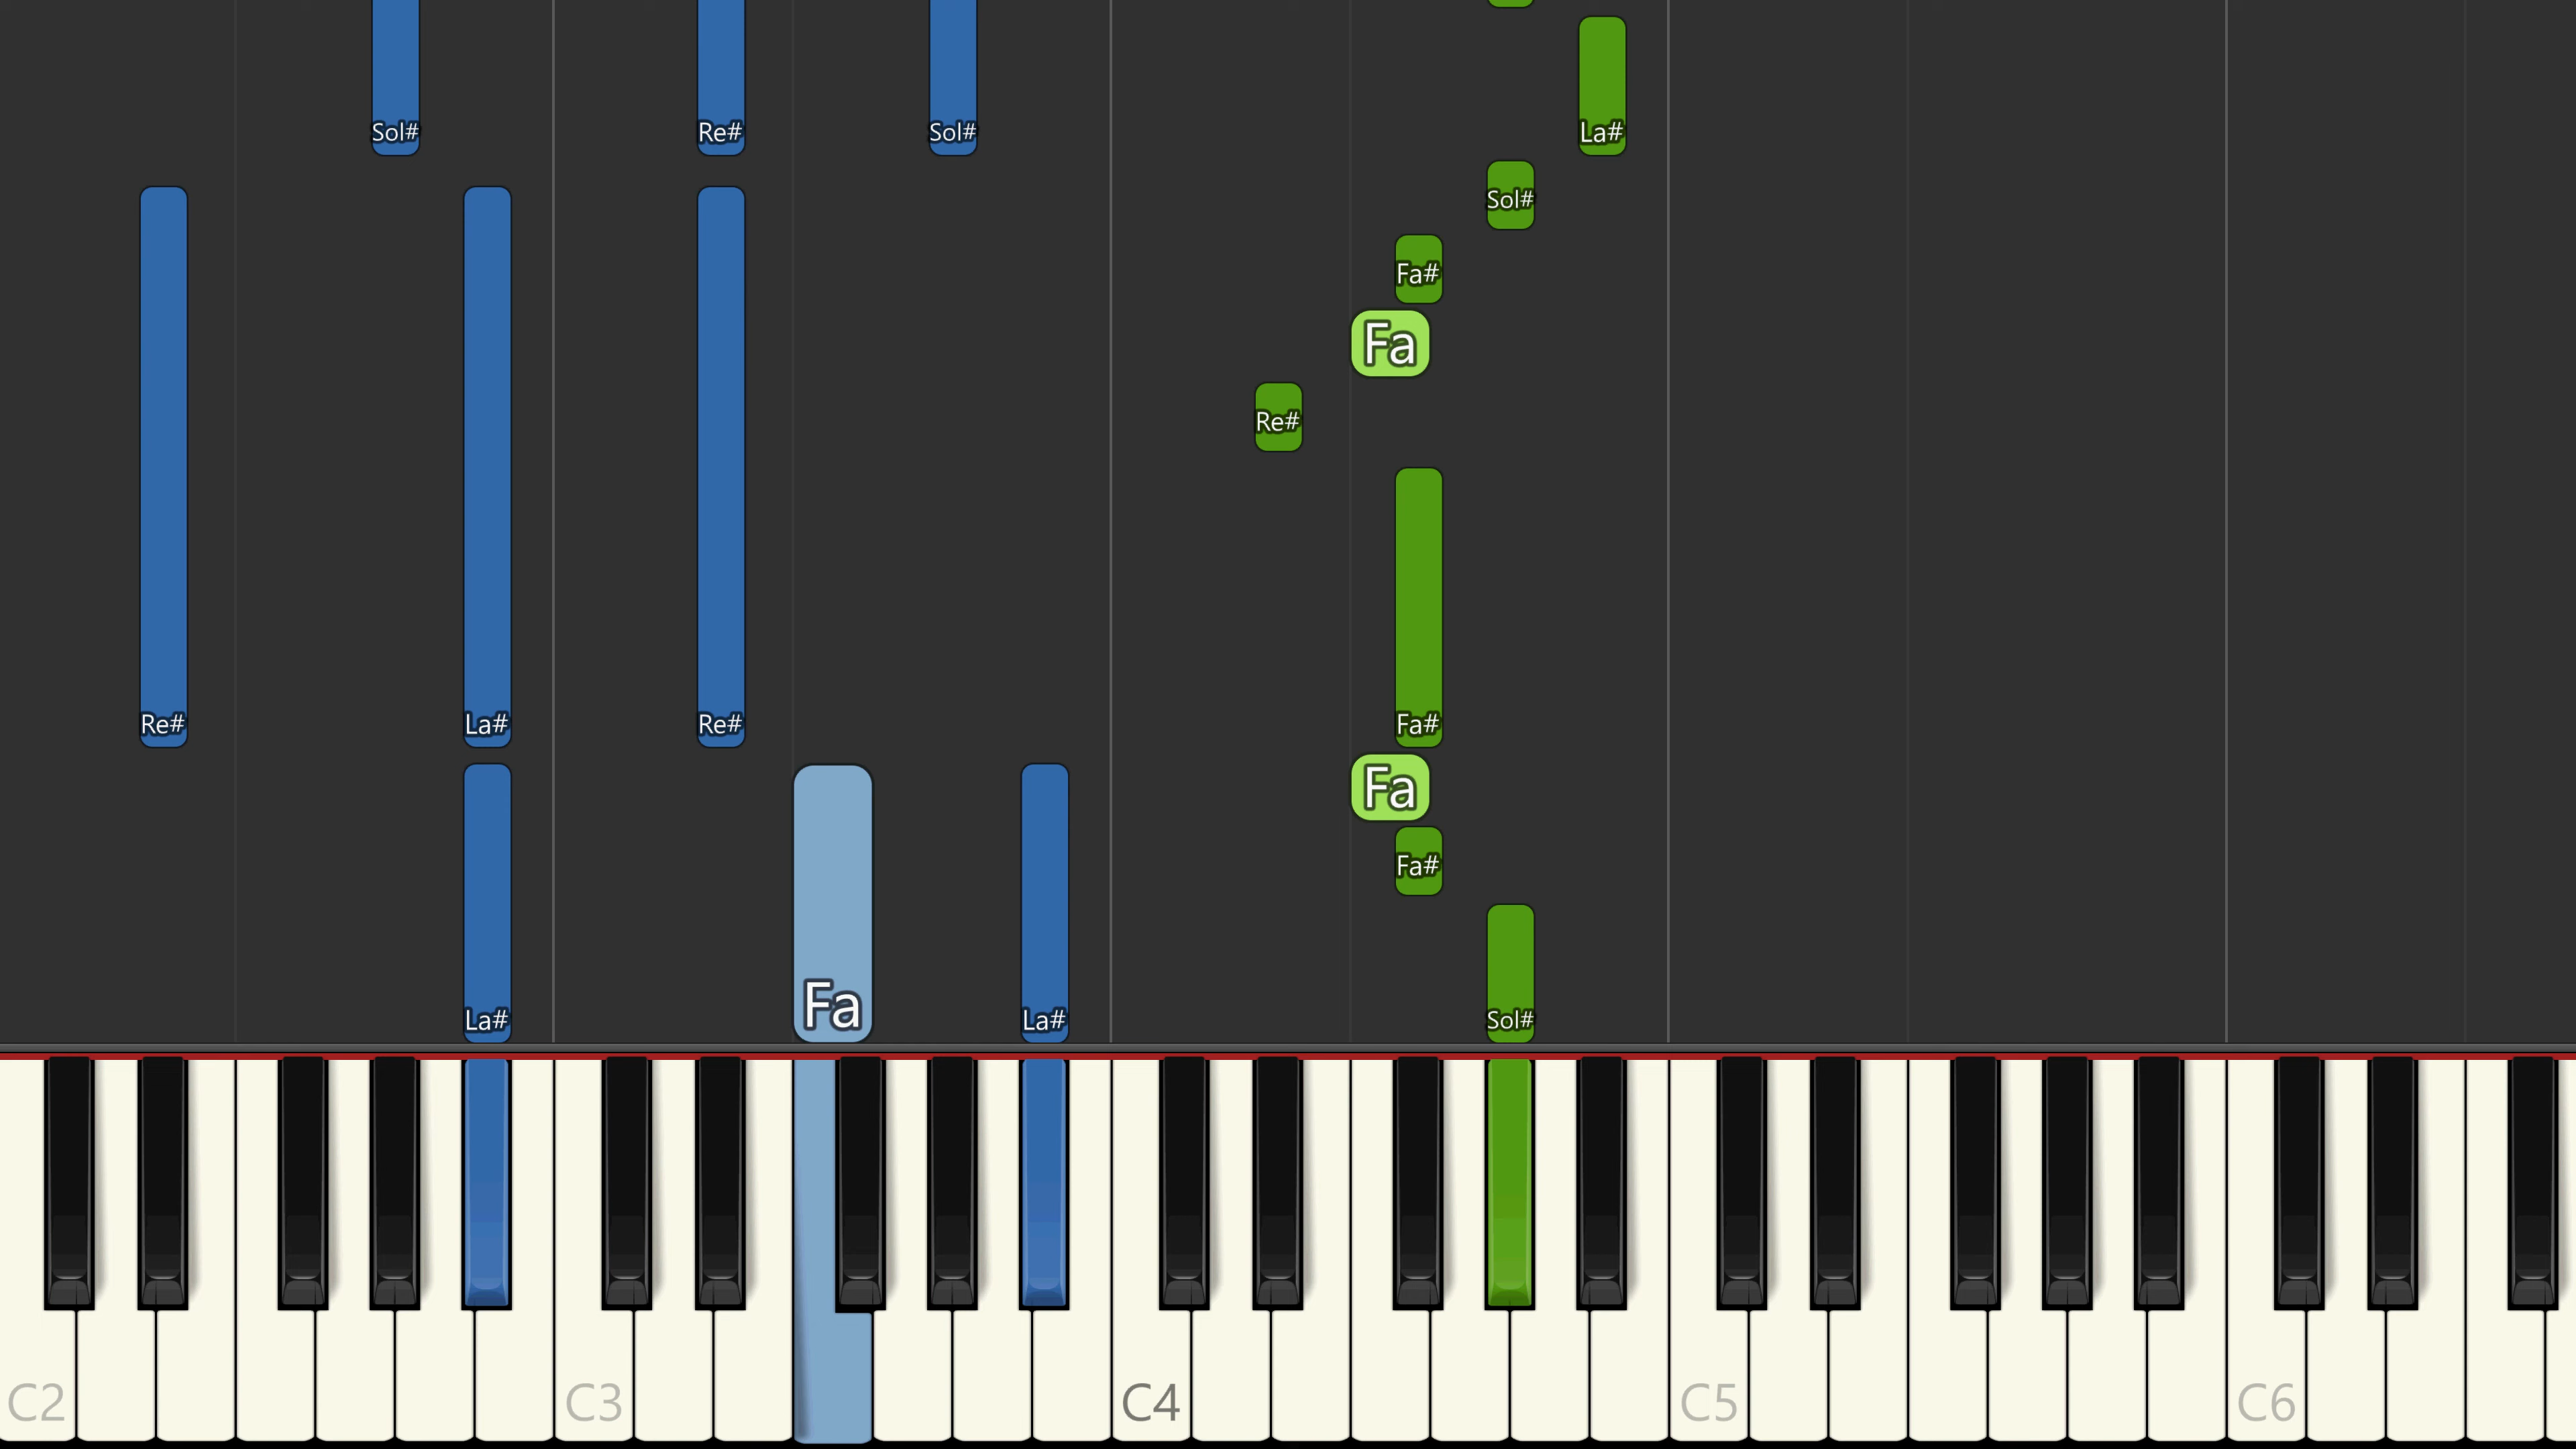 Sol# Re# Sol# La#
Sol#
Fa#
Fa
Re#
Re# La# Re# Fa#
Fa
Fa#
La# Fa La# Sol#
C2 C3 C4 C5 C6